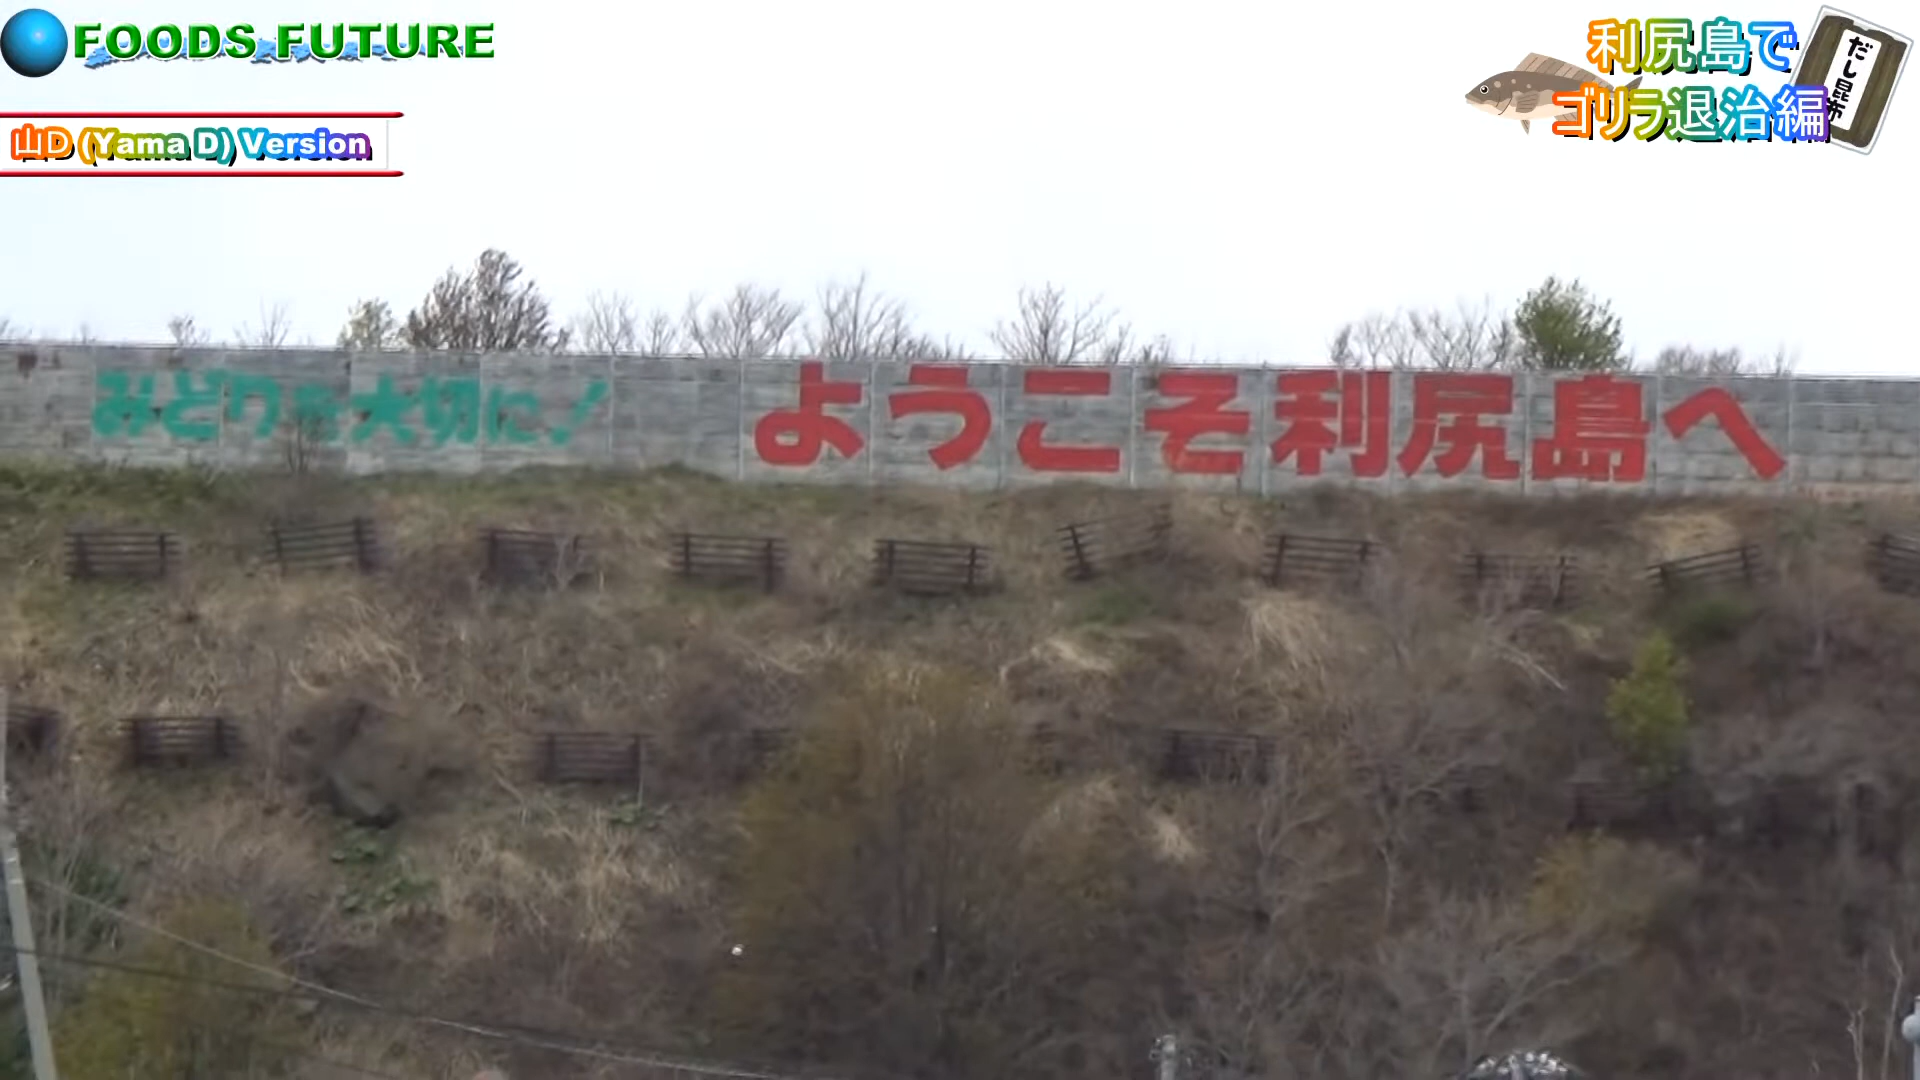 FOODS FUTURE
利尻島で
ゴリラ退治編
だし昆布
山D (Yama D) Version
みどりを大切に!
ようこそ利尻島へ